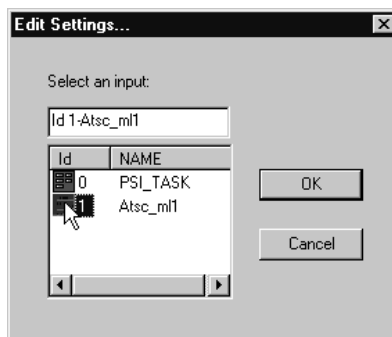 Edit Settings...
Select an input:
Id 1-Atsc_ml1
Id NAME
0 PSI_TASK
1 Atsc_ml1
OK
Cancel